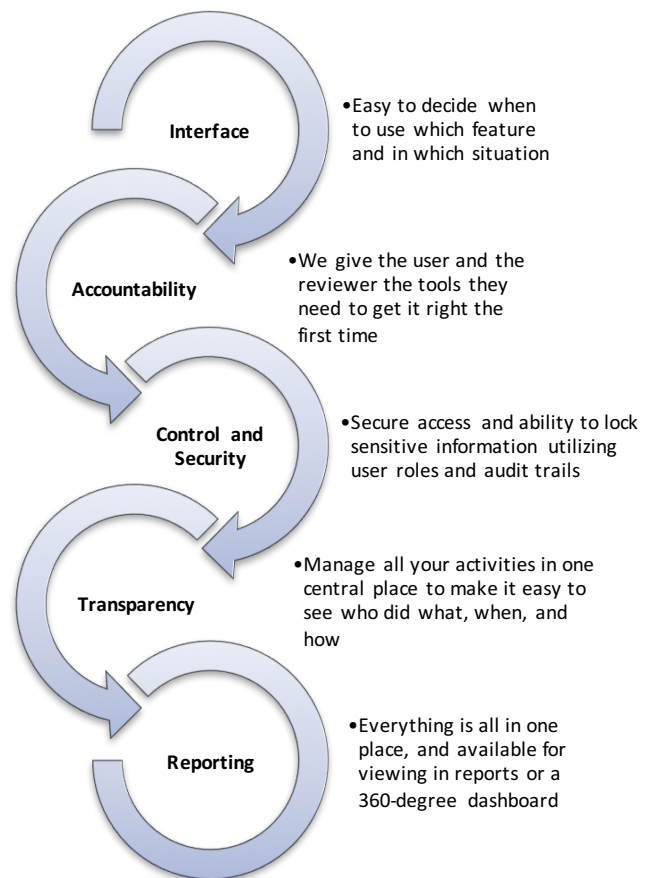 Interface
•Easy to decide when
to use which feature
and in which situation
Accountability
•We give the user and the
reviewer the tools they
need to get it right the
first time
Control and
Security
•Secure access and ability to lock
sensitive information utilizing
user roles and audit trails
Transparency
•Manage all your activities in one
central place to make it easy to
see who did what, when, and
how
Reporting
•Everything is all in one
place, and available for
viewing in reports or a
360-degree dashboard